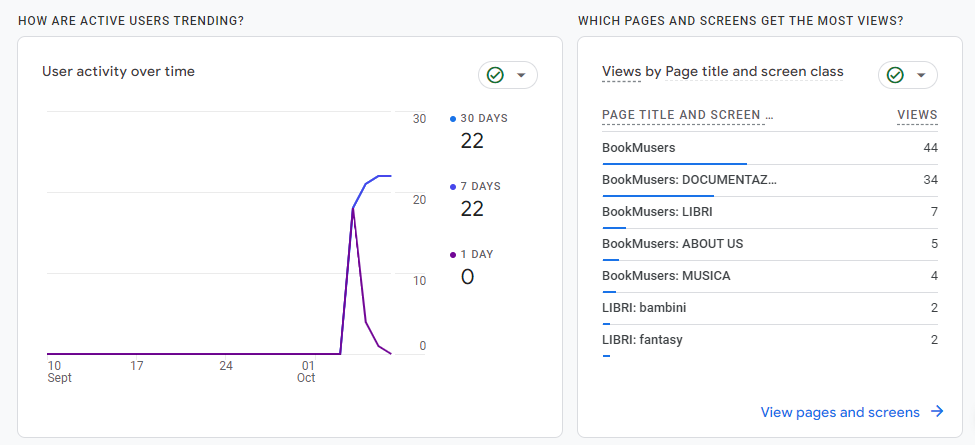 HOW ARE ACTIVE USERS TRENDING?
User activity over time
30
20
10
0
10
Sept
17
24
01
Oct
30 DAYS
22
7 DAYS
22
1 DAY
0
WHICH PAGES AND SCREENS GET THE MOST VIEWS?
Views by Page title and screen class
PAGE TITLE AND SCREEN ... VIEWS
BookMusers 44
BookMusers: DOCUMENTAZ... 34
BookMusers: LIBRI 7
BookMusers: ABOUT US 5
BookMusers: MUSICA 4
LIBRI: bambini 2
LIBRI: fantasy 2
View pages and screens